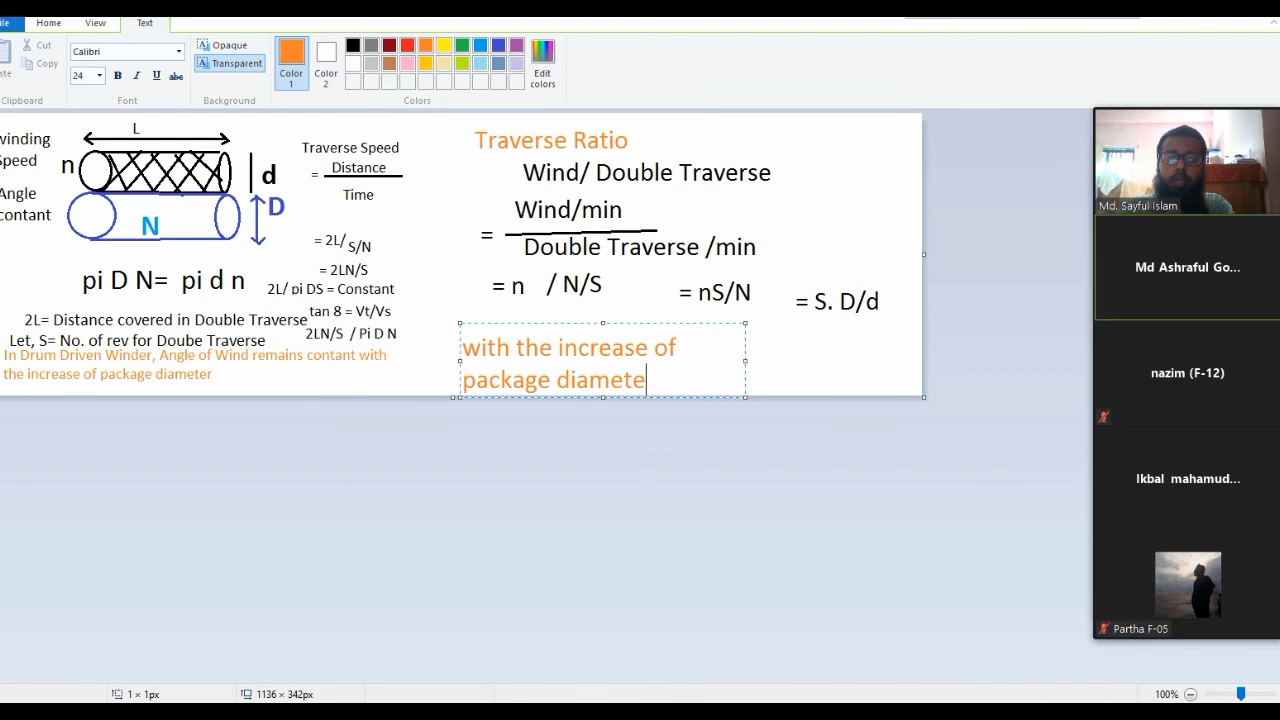 ile
Home
View
Text
Cut
Copy
ste
Clipboard
Calibri
24
B
I
U
abc
Font
Opaque
Transparent
Background
Color
1
Color
2
Edit
colors
Colors
winding
Speed
Angle
contant
L
n
d
D
N
pi D N= pi d n
2L= Distance covered in Double Traverse
Let, S= No. of rev for Doube Traverse
In Drum Driven Winder, Angle of Wind remains contant with
the increase of package diameter
Traverse Speed
= Distance
Time
= 2L/ S/N
= 2LN/S
2L/ pi DS = Constant
tan 8 = Vt/Vs
2LN/S / Pi D N
Traverse Ratio
Wind/ Double Traverse
= Wind/min
Double Traverse /min
= n / N/S
= nS/N
= S. D/d
with the increase of
package diamete
Md. Sayful Islam
Md Ashraful Go...
nazim (F-12)
Ikbal mahamud...
Partha F-05
1 × 1px
1136 × 342px
100%